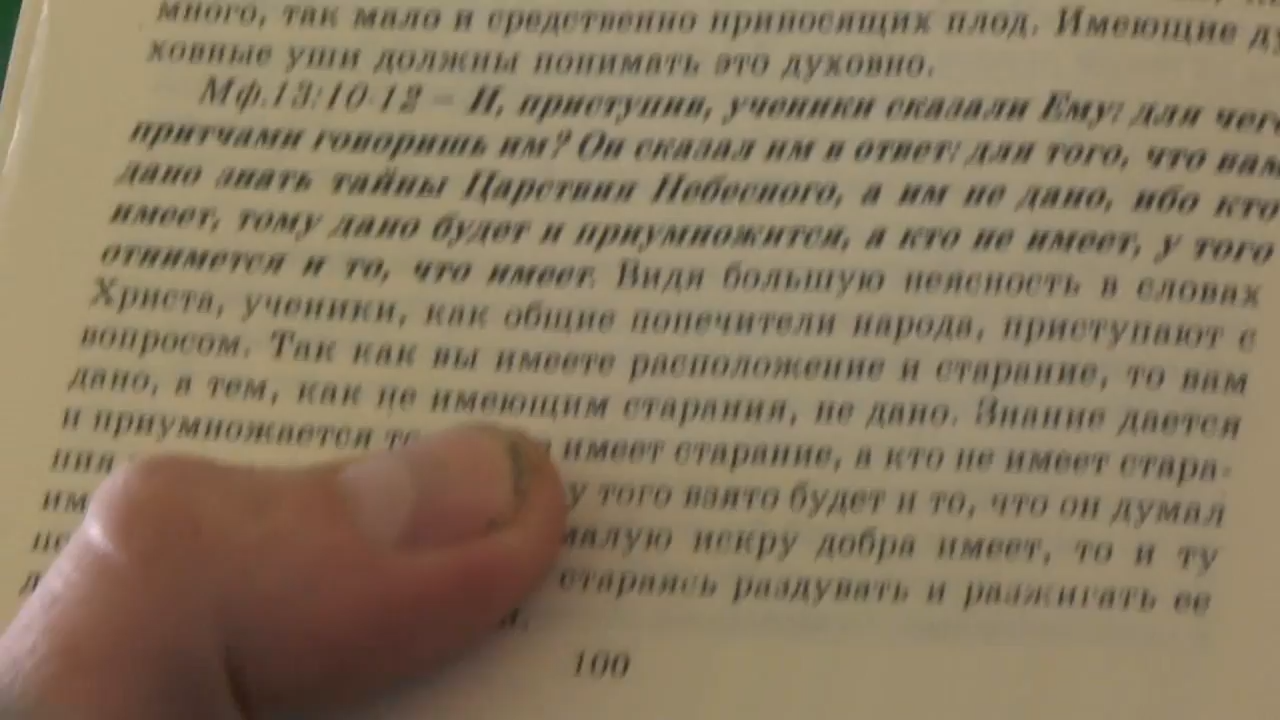 много, так мало и средственно приносящих плод. Имеющие ду
ховные уши должны понимать это духовно.
Мф.13:10-12 – И, приступив, ученики сказали Ему: для чего
притчами говоришь им? Он сказал им в ответ: для того, что вам
дано знать тайны Царствия Небесного, а им не дано, ибо кто
имеет, тому дано будет и приумножится, а кто не имеет, у того
отнимется и то, что имеет. Видя большую неясность в словах
Христа, ученики, как общие попечители народа, приступают с
вопросом. Так как вы имеете расположение и старание, то вам
дано, а тем, как не имеющим старания, не дано. Знание дается
и приумножается имеет старание, а кто не имеет стара-
ния у того взято будет и то, что он думал
малую искру добра имеет, то и ту
стараясь раздувать и разжигать ее
100